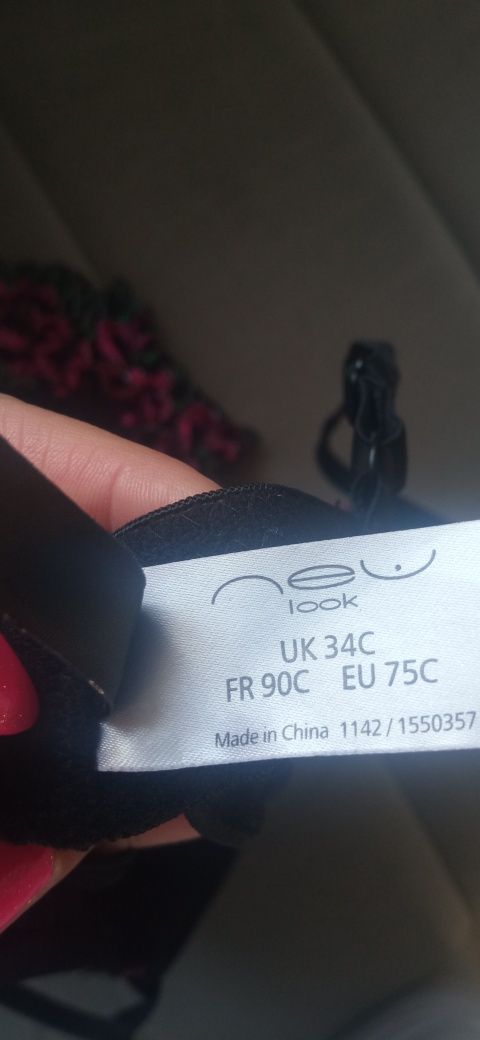 new
look
UK 34C
FR 90C EU 75C
Made in China 1142 / 1550357